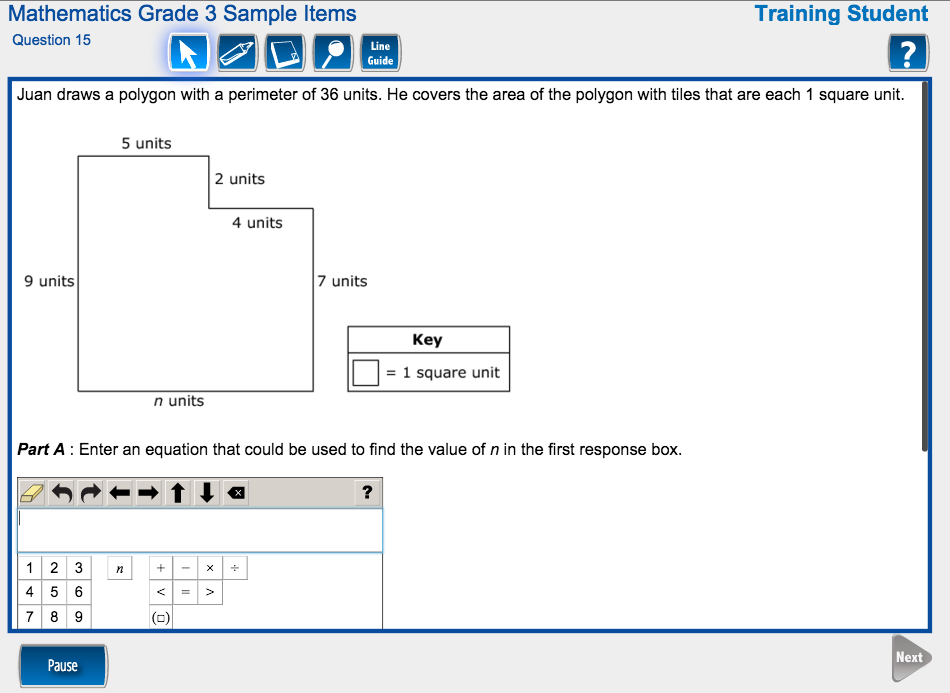 Mathematics Grade 3 Sample Items
Training Student
Question 15
Line
Guide
?
Juan draws a polygon with a perimeter of 36 units. He covers the area of the polygon with tiles that are each 1 square unit.
5 units
2 units
4 units
9 units
7 units
Key
= 1 square unit
n units
Part A : Enter an equation that could be used to find the value of n in the first response box.
?
1 2 3 n + − × ÷
4 5 6 < = >
7 8 9 (□)
Pause
Next